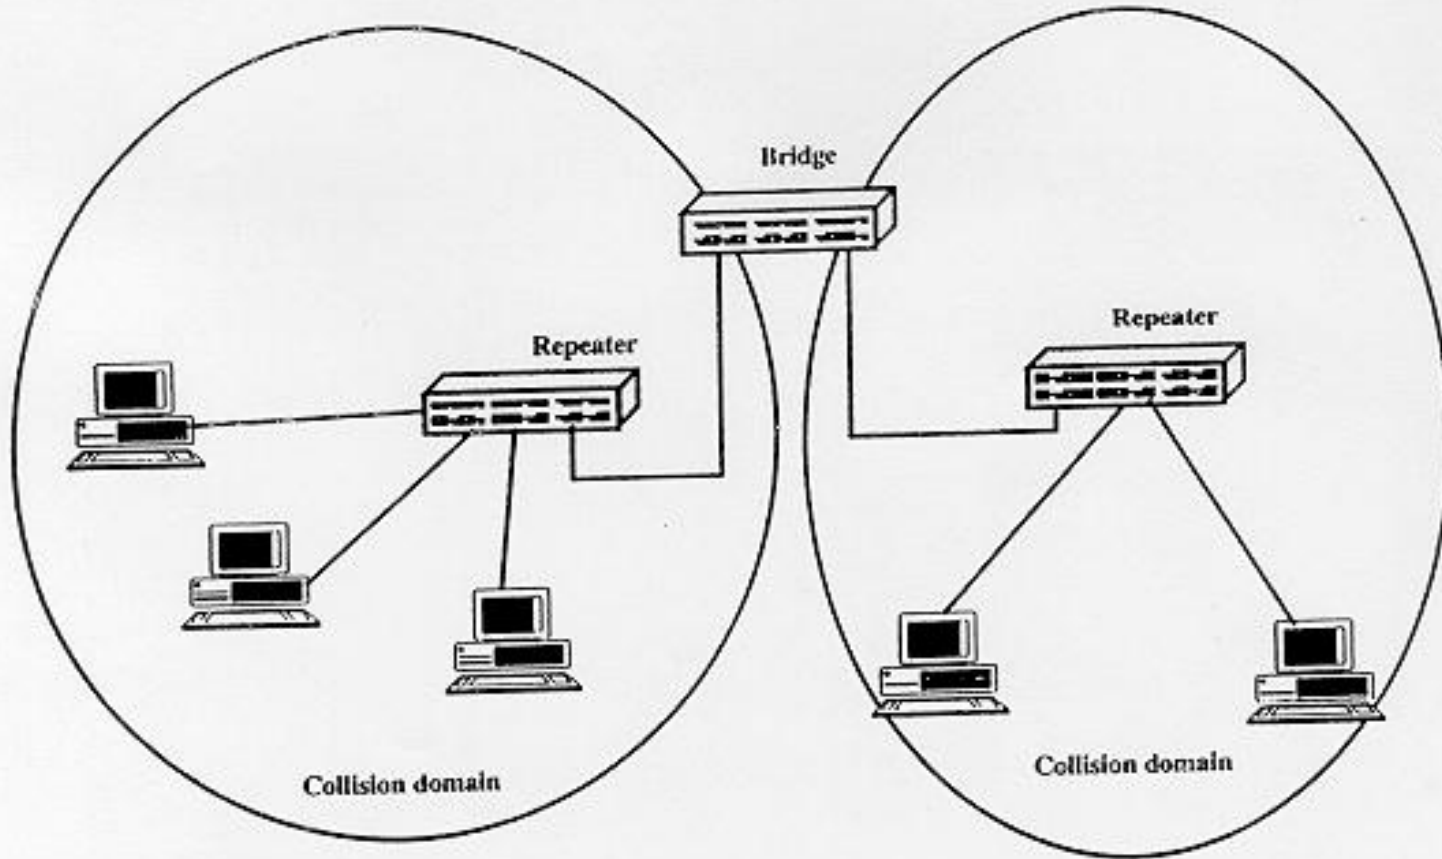 Bridge
Repeater
Repeater
Collision domain
Collision domain